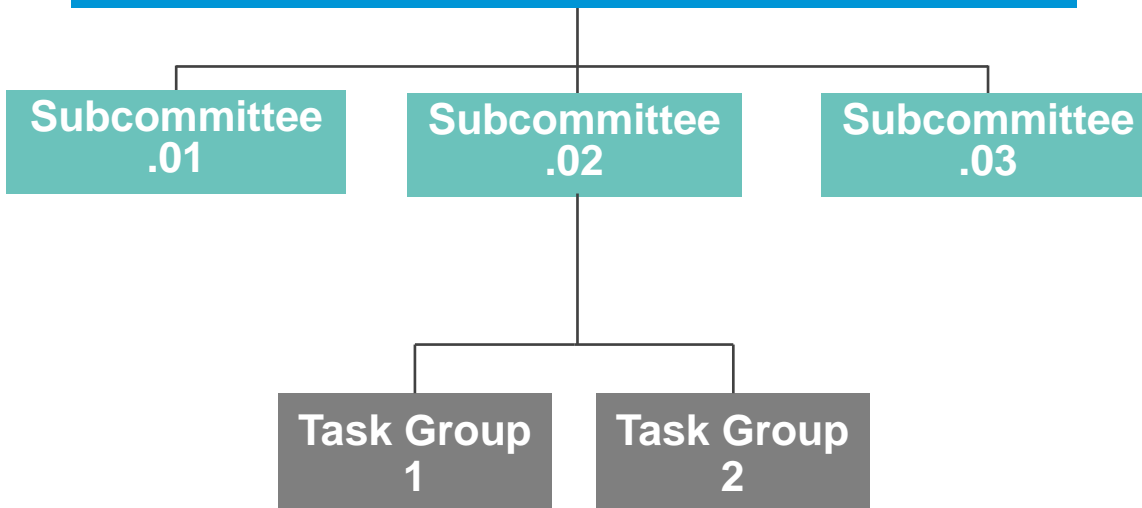 Subcommittee
.01
Subcommittee
.02
Subcommittee
.03
Task Group
1
Task Group
2